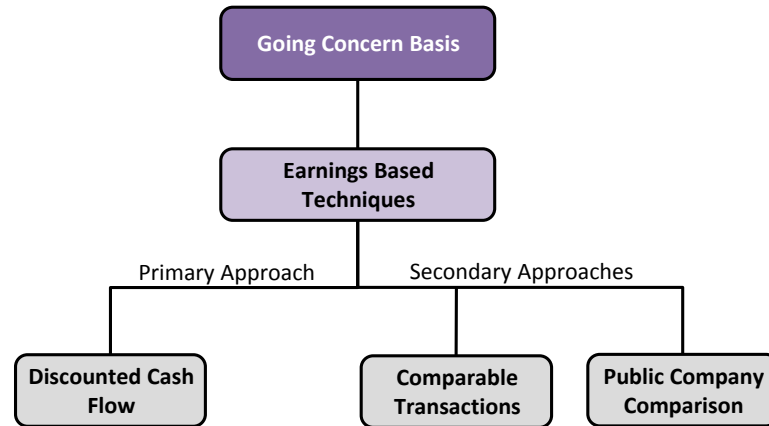 Going Concern Basis
Earnings Based
Techniques
Primary Approach
Secondary Approaches
Discounted Cash
Flow
Comparable
Transactions
Public Company
Comparison